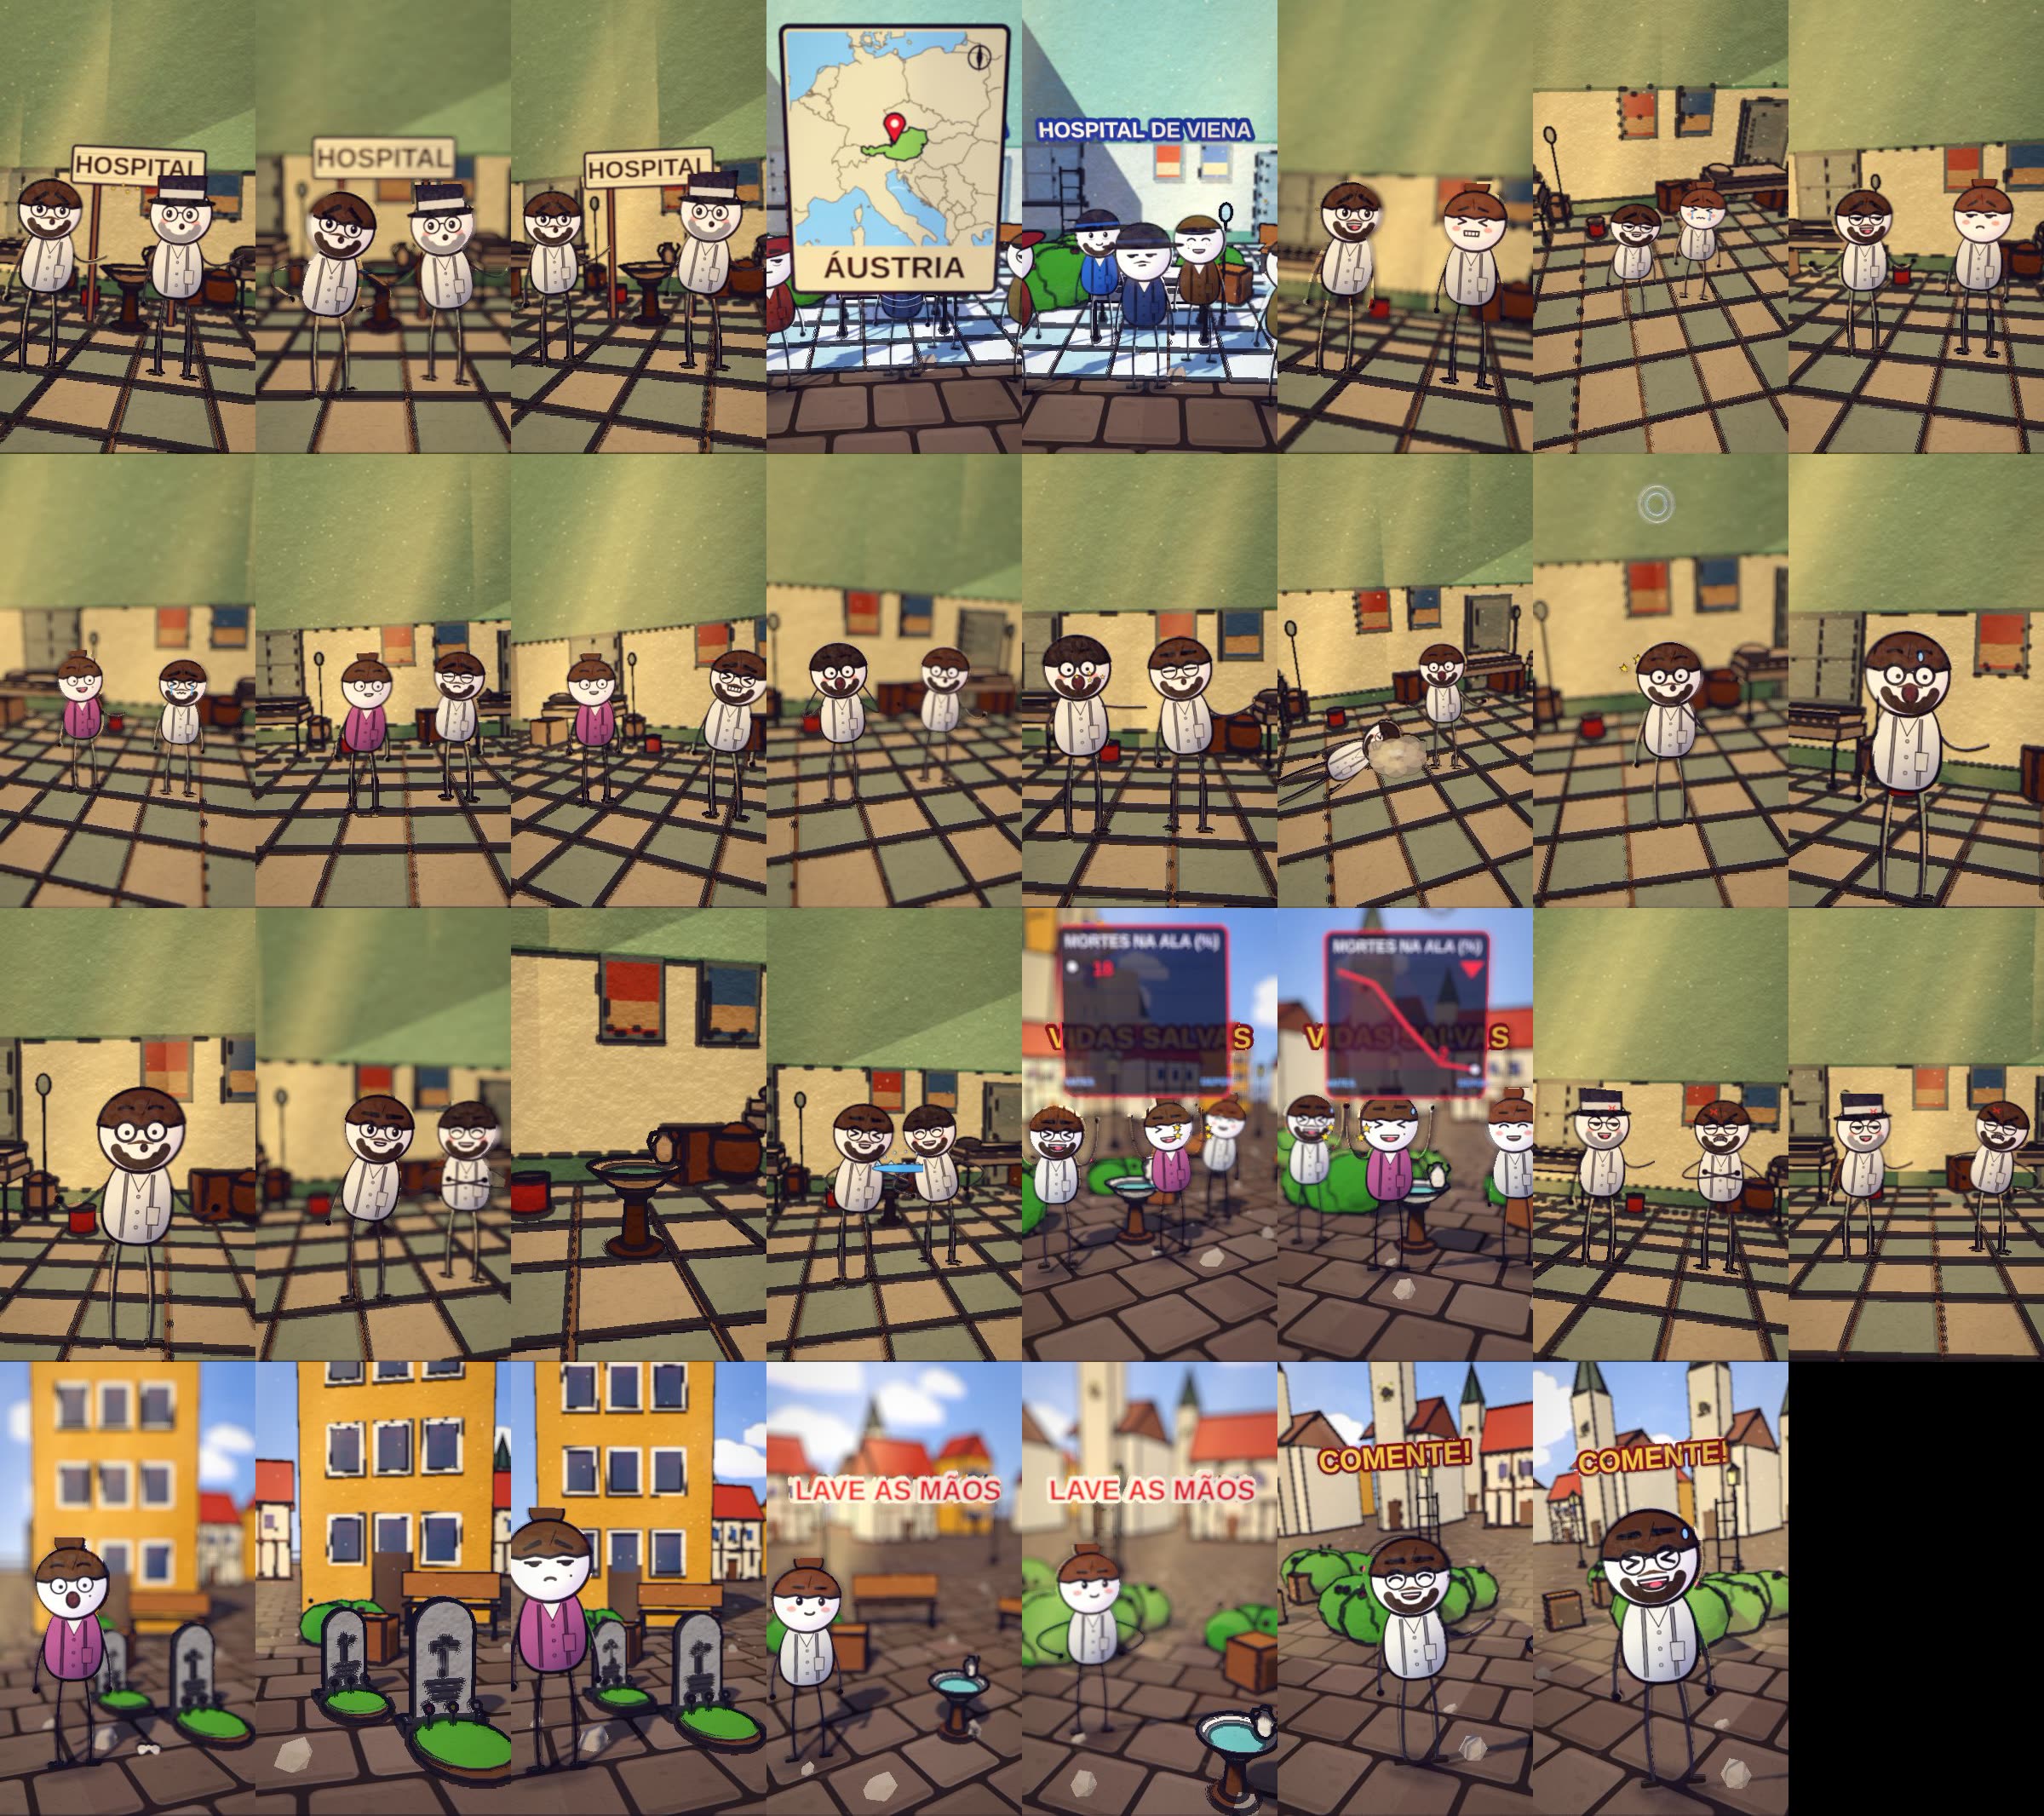 HOSPITAL
HOSPITAL
HOSPITAL
ÁUSTRIA
HOSPITAL DE VIENA
MORTES NA ALA (%)
18
VIDAS SALVAS
MORTES NA ALA (%)
VIDAS SALVAS
LAVE AS MÃOS
LAVE AS MÃOS
COMENTE!
COMENTE!